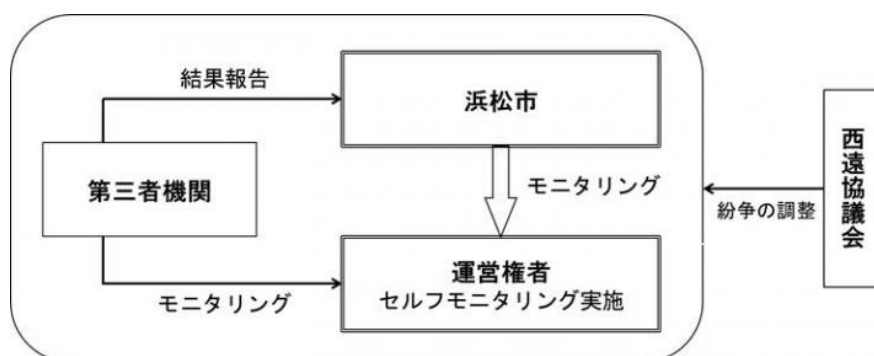 結果報告
浜松市
第三者機関
モニタリング
西遠協議会
紛争の調整
運営権者
セルフモニタリング実施
モニタリング